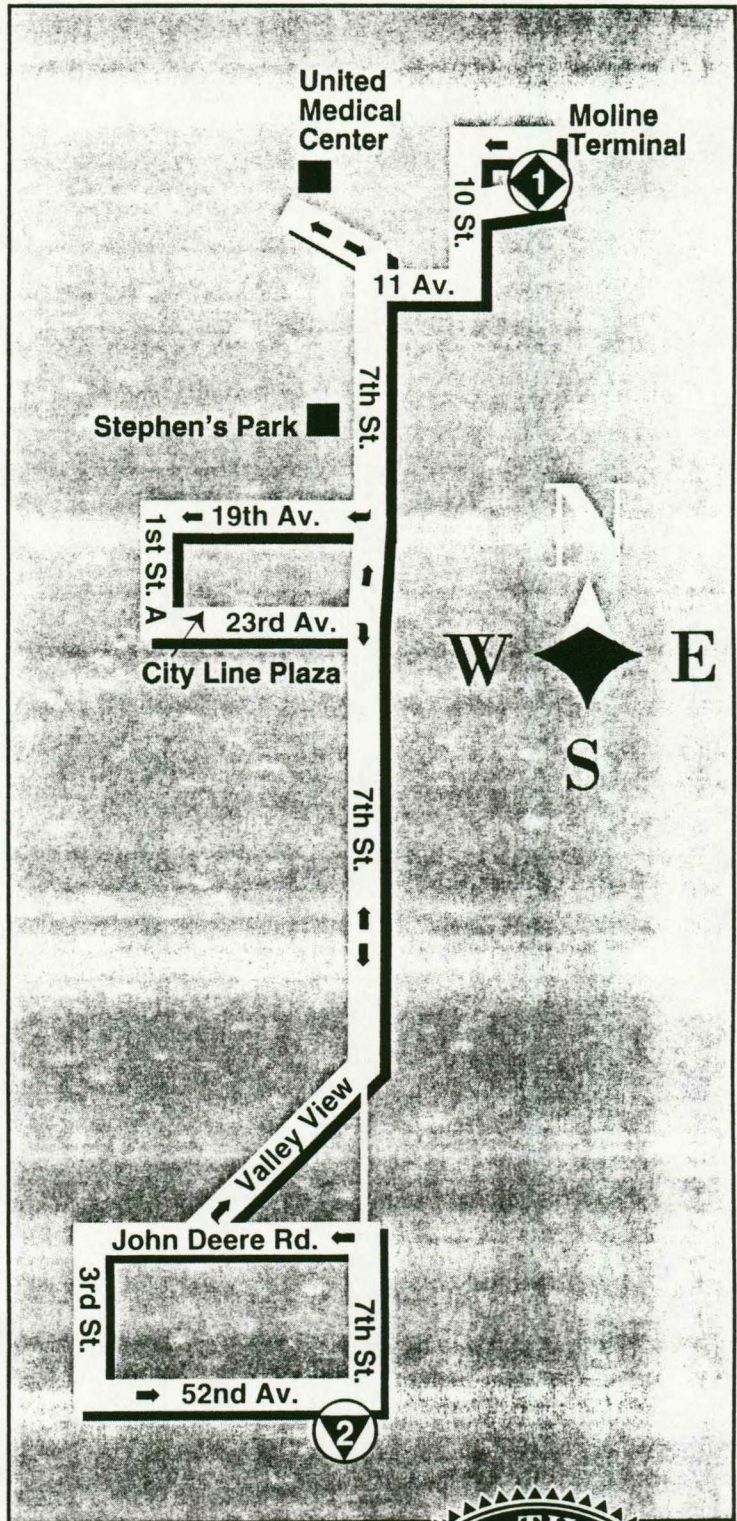 United
Medical
Center
Moline
Terminal
1
10 St.
11 Av.
7th St.
Stephen's Park
19th Av.
1st St. A
23rd Av.
City Line Plaza
N
W
E
S
7th St.
Valley View
John Deere Rd.
3rd St.
7th St.
52nd Av.
2